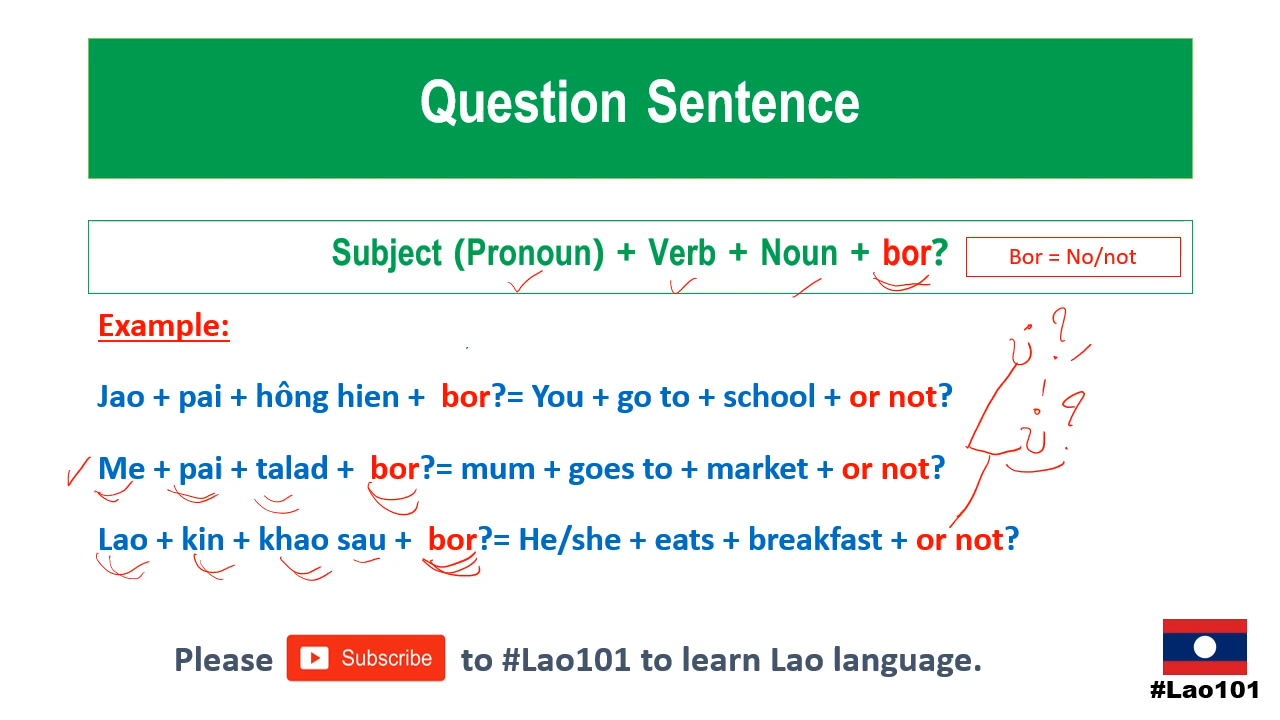 Question Sentence
Subject (Pronoun) + Verb + Noun + bor?
Bor = No/not
Example:
ບໍ ?
Jao + pai + hông hien + bor?= You + go to + school + or not?
ບໍ່ ?
Me + pai + talad + bor?= mum + goes to + market + or not?
Lao + kin + khao sau + bor?= He/she + eats + breakfast + or not?
Please Subscribe to #Lao101 to learn Lao language.
#Lao101